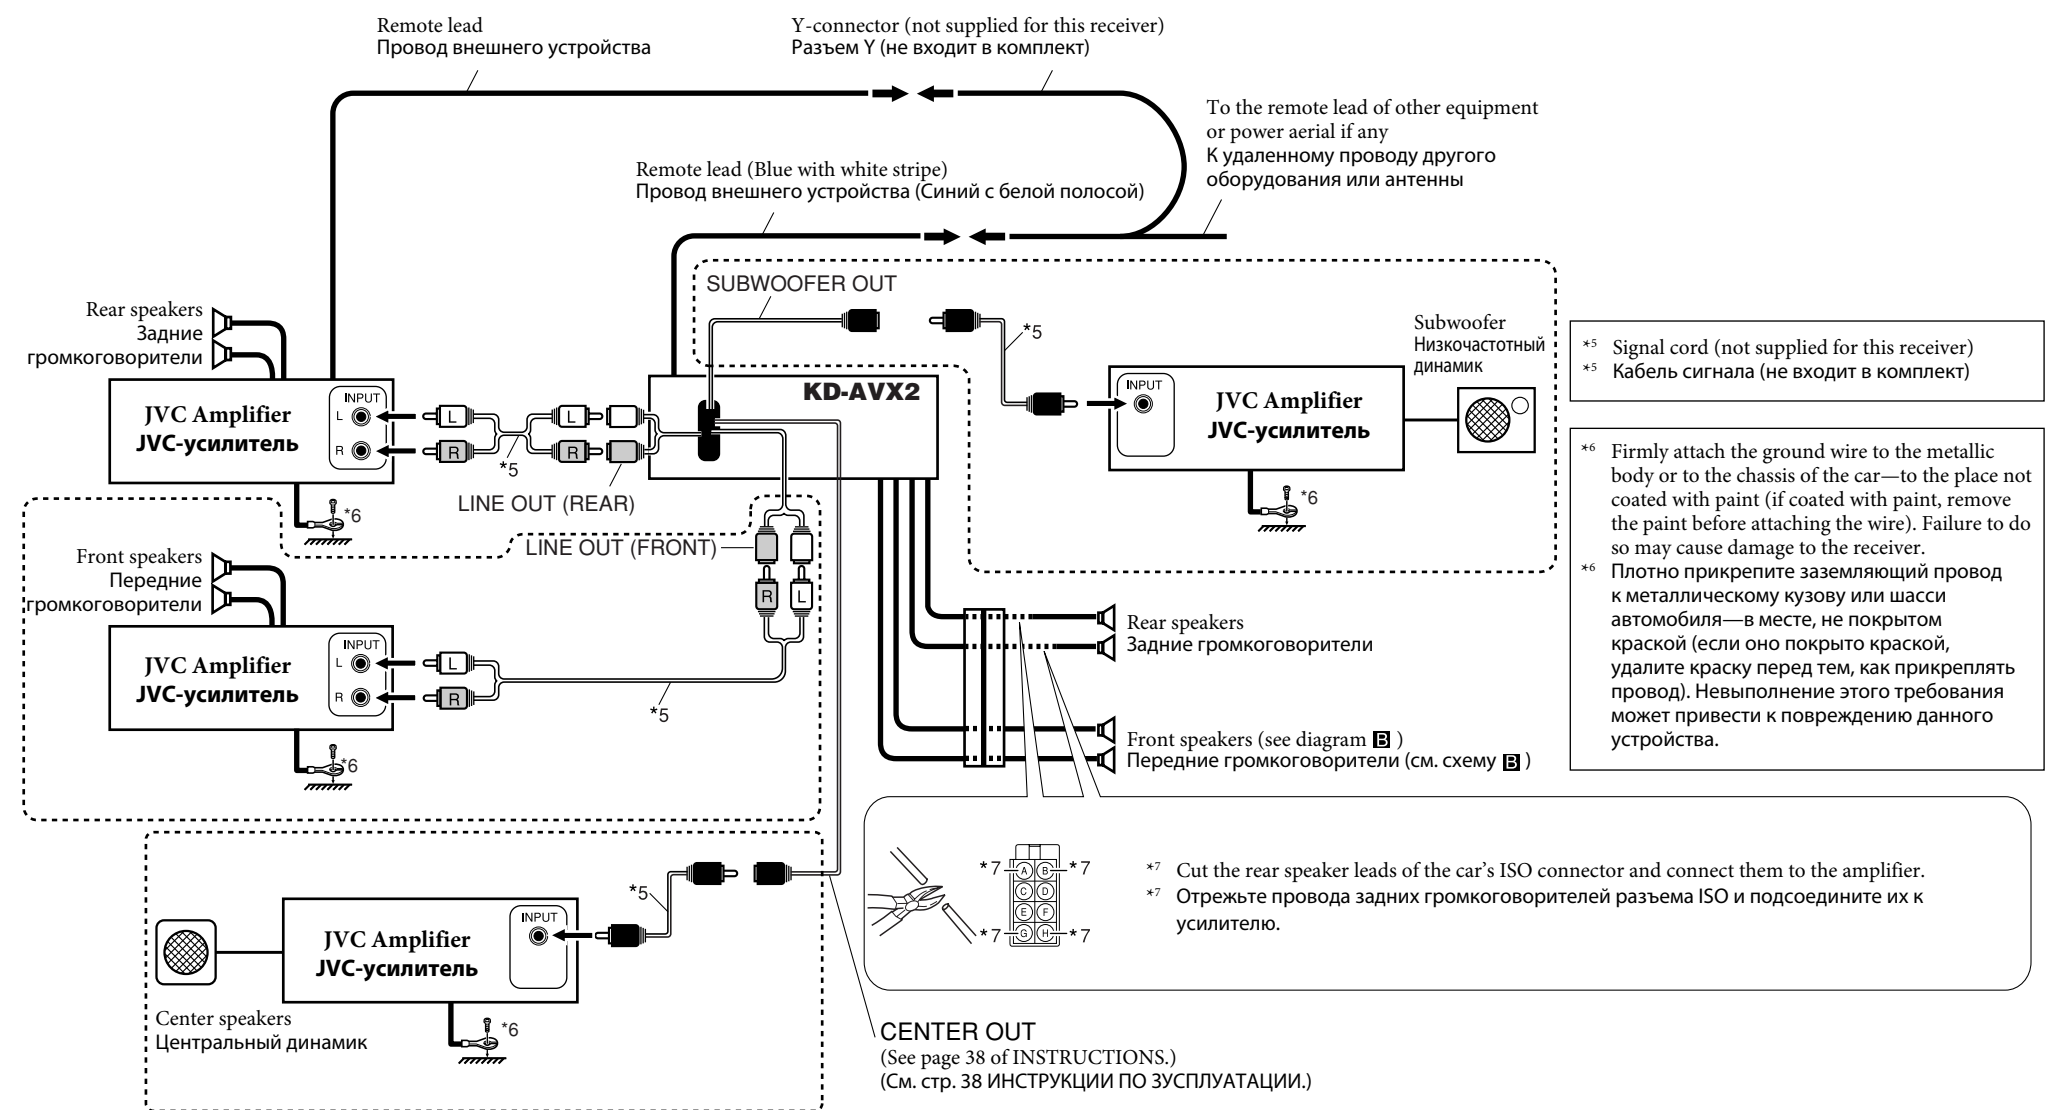 Remote lead
Провод внешнего устройства
Y-connector (not supplied for this receiver)
Разъем Y (не входит в комплект)
To the remote lead of other equipment
or power aerial if any
К удаленному проводу другого
оборудования или антенны
Remote lead (Blue with white stripe)
Провод внешнего устройства (Синий с белой полосой)
SUBWOOFER OUT
*5
Rear speakers
Задние
громкоговорители
JVC Amplifier
JVC-усилитель
INPUT
L
R
L
R
L
R
*5
LINE OUT (REAR)
*6
KD-AVX2
INPUT
JVC Amplifier
JVC-усилитель
Subwoofer
Низкочастотный
динамик
*6
*5 Signal cord (not supplied for this receiver)
*5 Кабель сигнала (не входит в комплект)
*6 Firmly attach the ground wire to the metallic
body or to the chassis of the car—to the place not
coated with paint (if coated with paint, remove
the paint before attaching the wire). Failure to do
so may cause damage to the receiver.
*6 Плотно прикрепите заземляющий провод
к металлическому кузову или шасси
автомобиля—в месте, не покрытом
краской (если оно покрыто краской,
удалите краску перед тем, как прикреплять
провод). Невыполнение этого требования
может привести к повреждению данного
устройства.
LINE OUT (FRONT)
R
L
Front speakers
Передние
громкоговорители
JVC Amplifier
JVC-усилитель
INPUT
L
R
L
R
*5
*6
Rear speakers
Задние громкоговорители
Front speakers (see diagram B )
Передние громкоговорители (см. схему B )
*7
*7
A
B
C
D
E
F
G
H
*7
*7
*7 Cut the rear speaker leads of the car's ISO connector and connect them to the amplifier.
*7 Отрежьте провода задних громкоговорителей разъема ISO и подсоедините их к
усилителю.
*5
INPUT
JVC Amplifier
JVC-усилитель
Center speakers
Центральный динамик
*6
CENTER OUT
(See page 38 of INSTRUCTIONS.)
(См. стр. 38 ИНСТРУКЦИИ ПО ЗУСПЛУАТАЦИИ.)